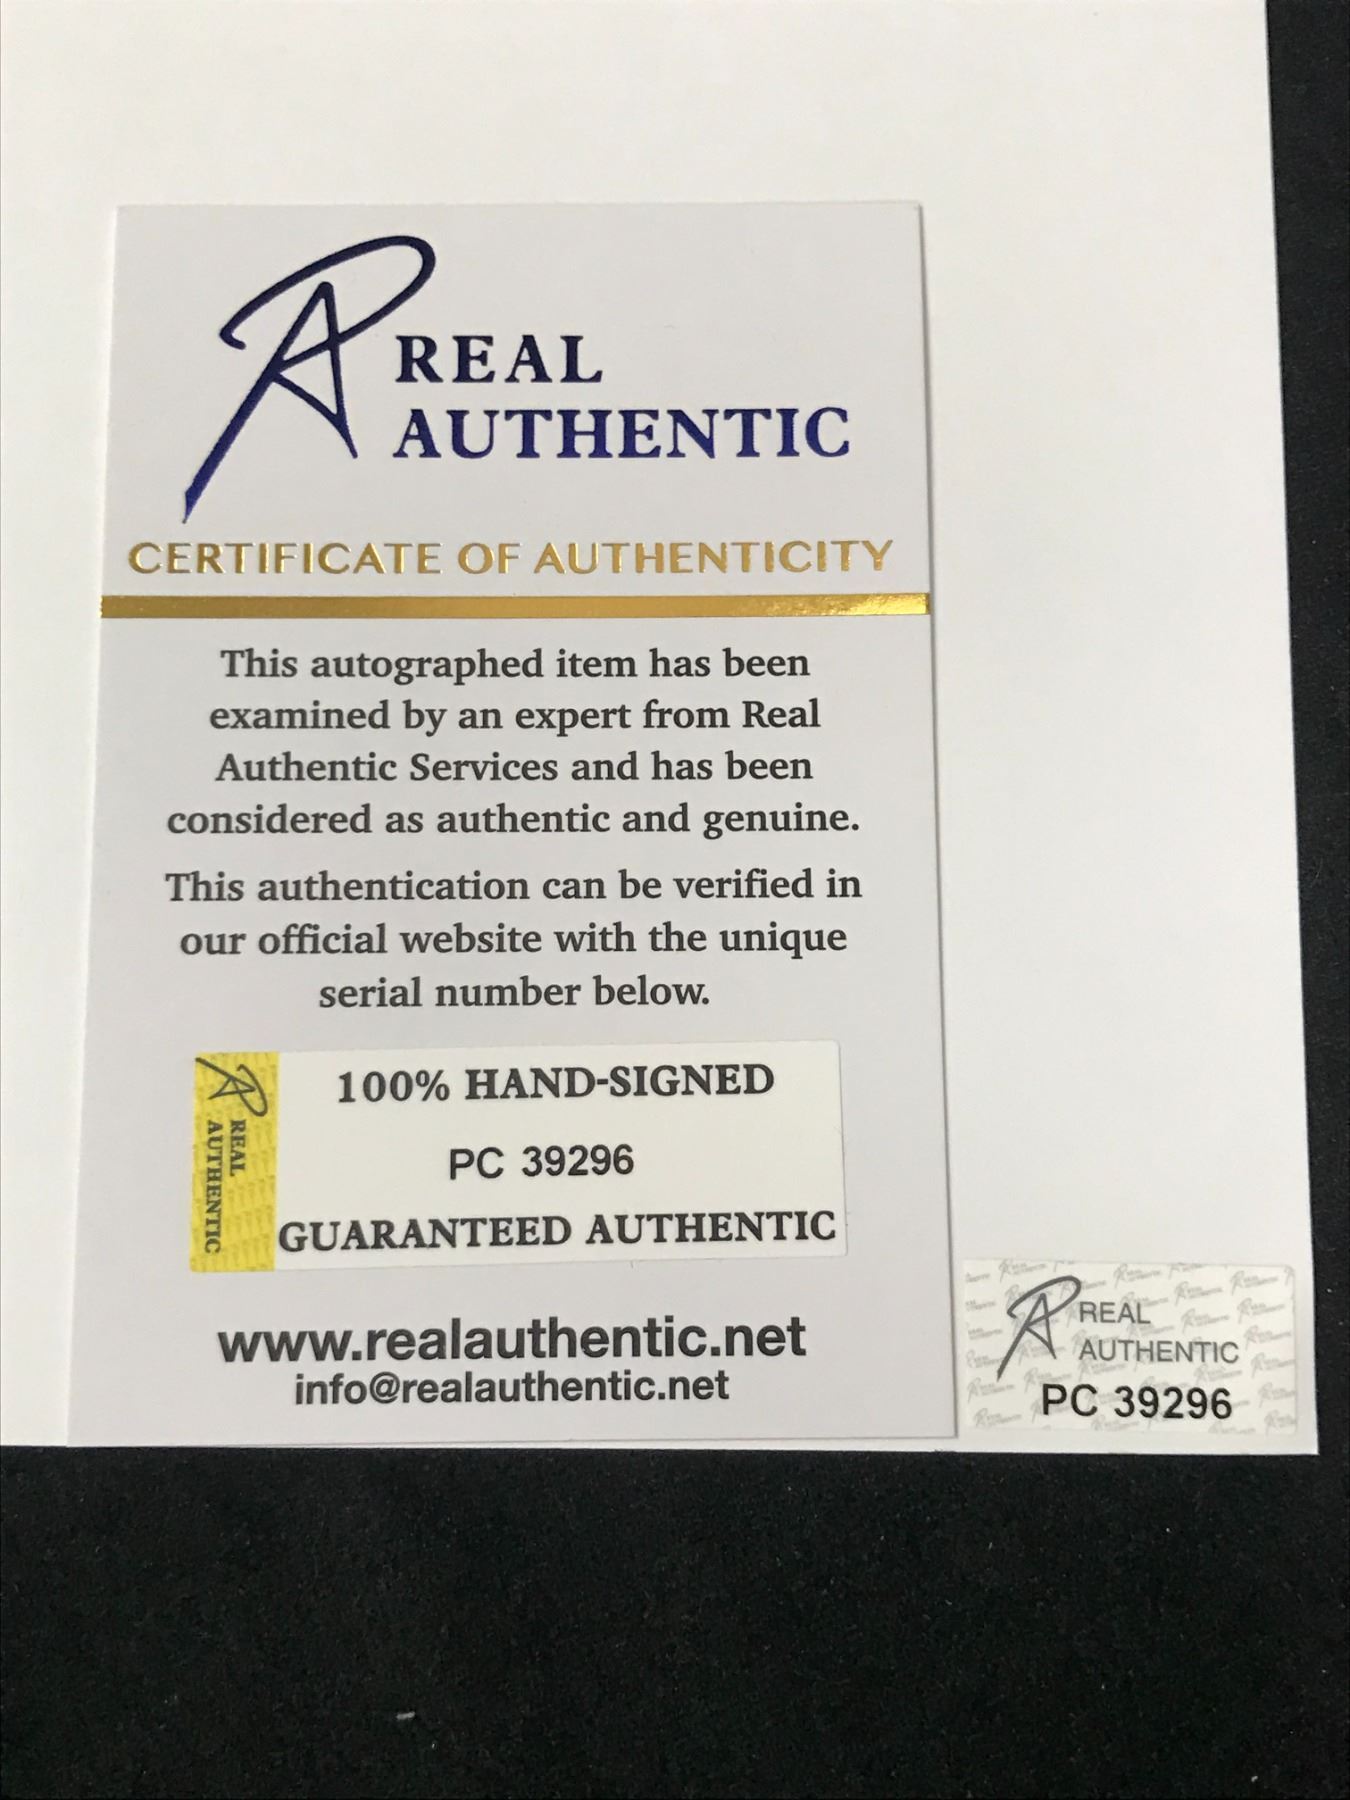 REAL
AUTHENTIC
CERTIFICATE OF AUTHENTICITY
This autographed item has been
examined by an expert from Real
Authentic Services and has been
considered as authentic and genuine.
This authentication can be verified in
our official website with the unique
serial number below.
REAL
AUTHENTIC
100% HAND-SIGNED
PC 39296
GUARANTEED AUTHENTIC
www.realauthentic.net
info@realauthentic.net
REAL
AUTHENTIC
PC 39296